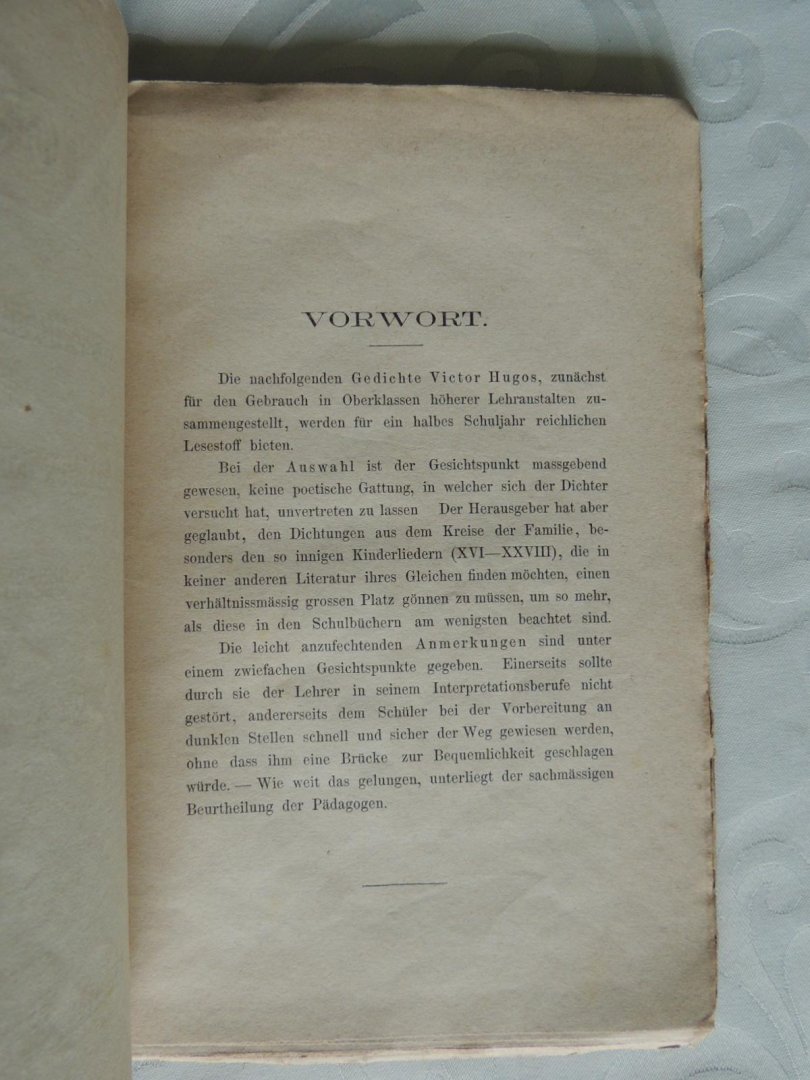 VORWORT.
Die nachfolgenden Gedichte Victor Hugos, zunächst
für den Gebrauch in Oberklassen höherer Lehranstalten zu-
sammengestellt, werden für ein halbes Schuljahr reichlichen
Lesestoff bieten.
Bei der Auswahl ist der Gesichtspunkt massgebend
gewesen, keine poetische Gattung, in welcher sich der Dichter
versucht hat, unvertreten zu lassen Der Herausgeber hat aber
geglaubt, den Dichtungen aus dem Kreise der Familie, be-
sonders den so innigen Kinderliedern (XVI—XXVIII), die in
keiner anderen Literatur ihres Gleichen finden möchten, einen
verhältnissmässig grossen Platz gönnen zu müssen, um so mehr,
als diese in den Schulbüchern am wenigsten beachtet sind.
Die leicht anzufechtenden Anmerkungen sind unter
einem zwiefachen Gesichtspunkte gegeben. Einerseits sollte
durch sie der Lehrer in seinem Interpretationsberufe nicht
gestört, andererseits dem Schüler bei der Vorbereitung an
dunklen Stellen schnell und sicher der Weg gewiesen werden,
ohne dass ihm eine Brücke zur Bequemlichkeit geschlagen
würde. — Wie weit das gelungen, unterliegt der sachmässigen
Beurtheilung der Pädagogen.